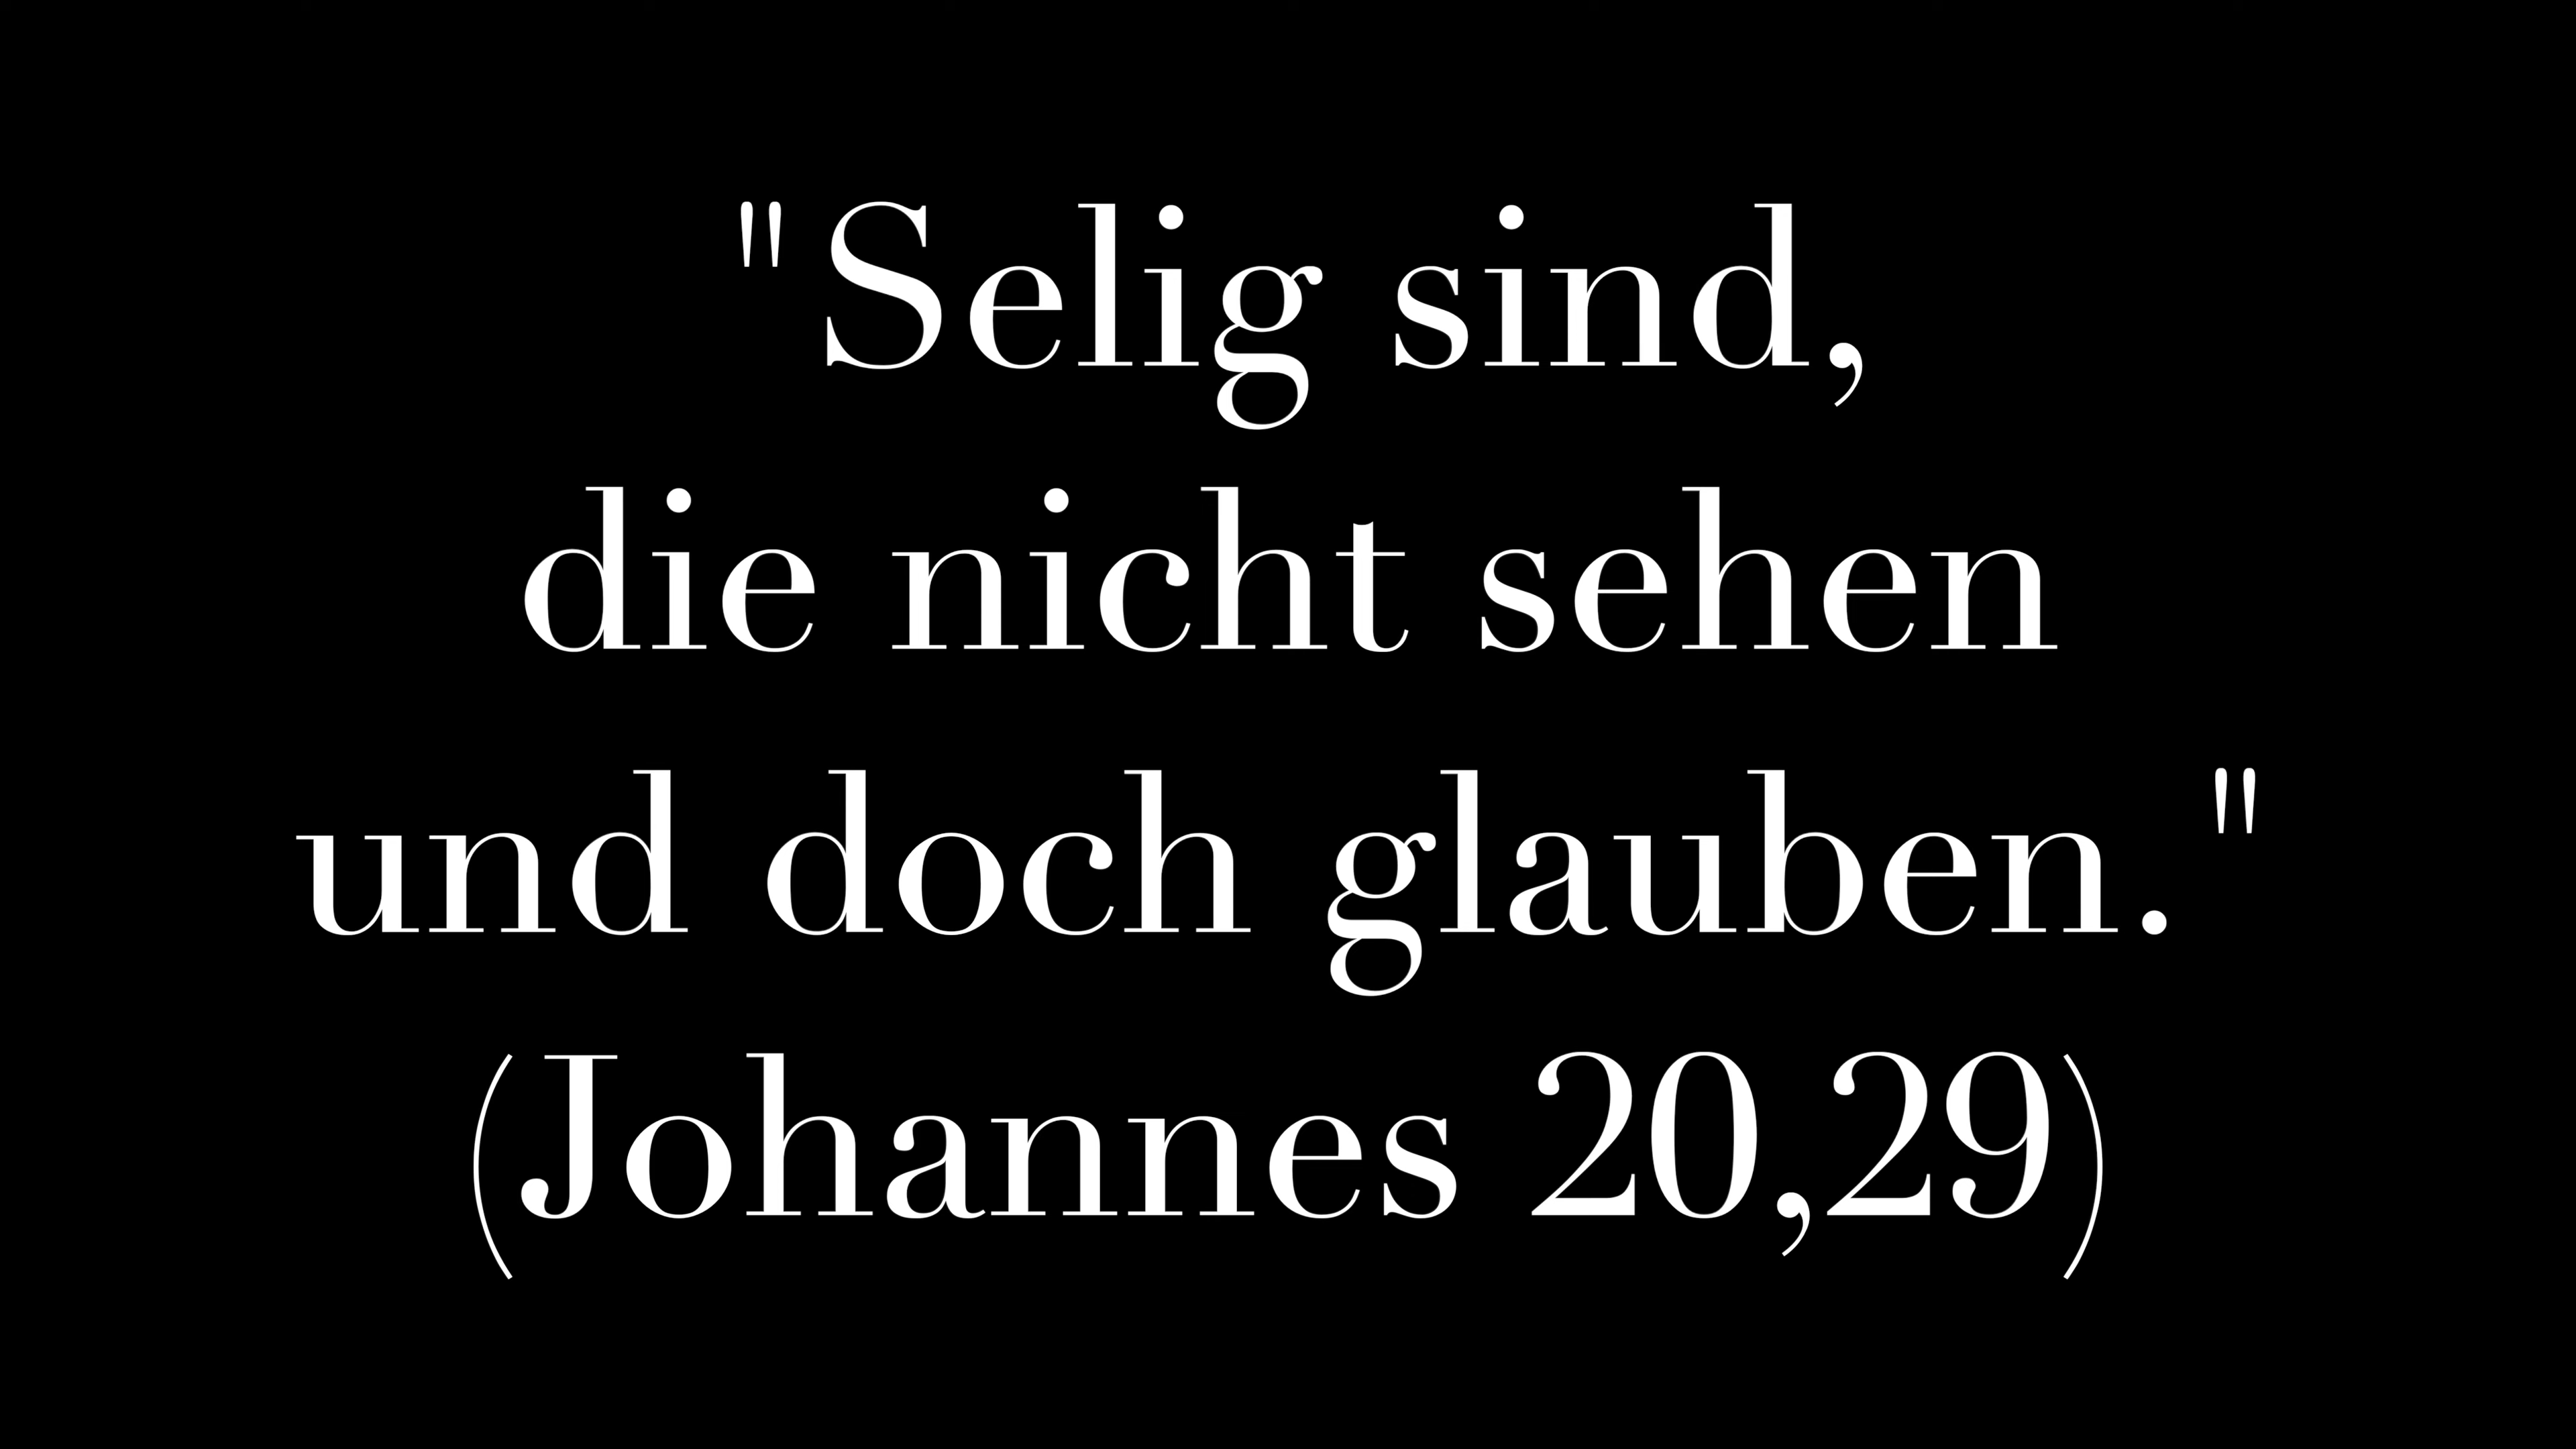 "Selig sind,
die nicht sehen
und doch glauben."
(Johannes 20,29)